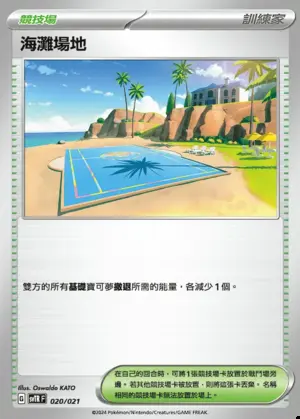 競技場
訓練家
海灘場地
雙方的所有基礎寶可夢撤退所需的能量，各減少1個。
Illus. Oswaldo KATO
在自己的回合時，可將1張競技場卡放置於戰鬥場旁
邊。若其他競技場卡放置於場上，則將這張卡丟棄。名稱
相同的競技場卡無法放置於場上。
G svIR F 020/021
©2024 Pokémon/Nintendo/Creatures/GAME FREAK.